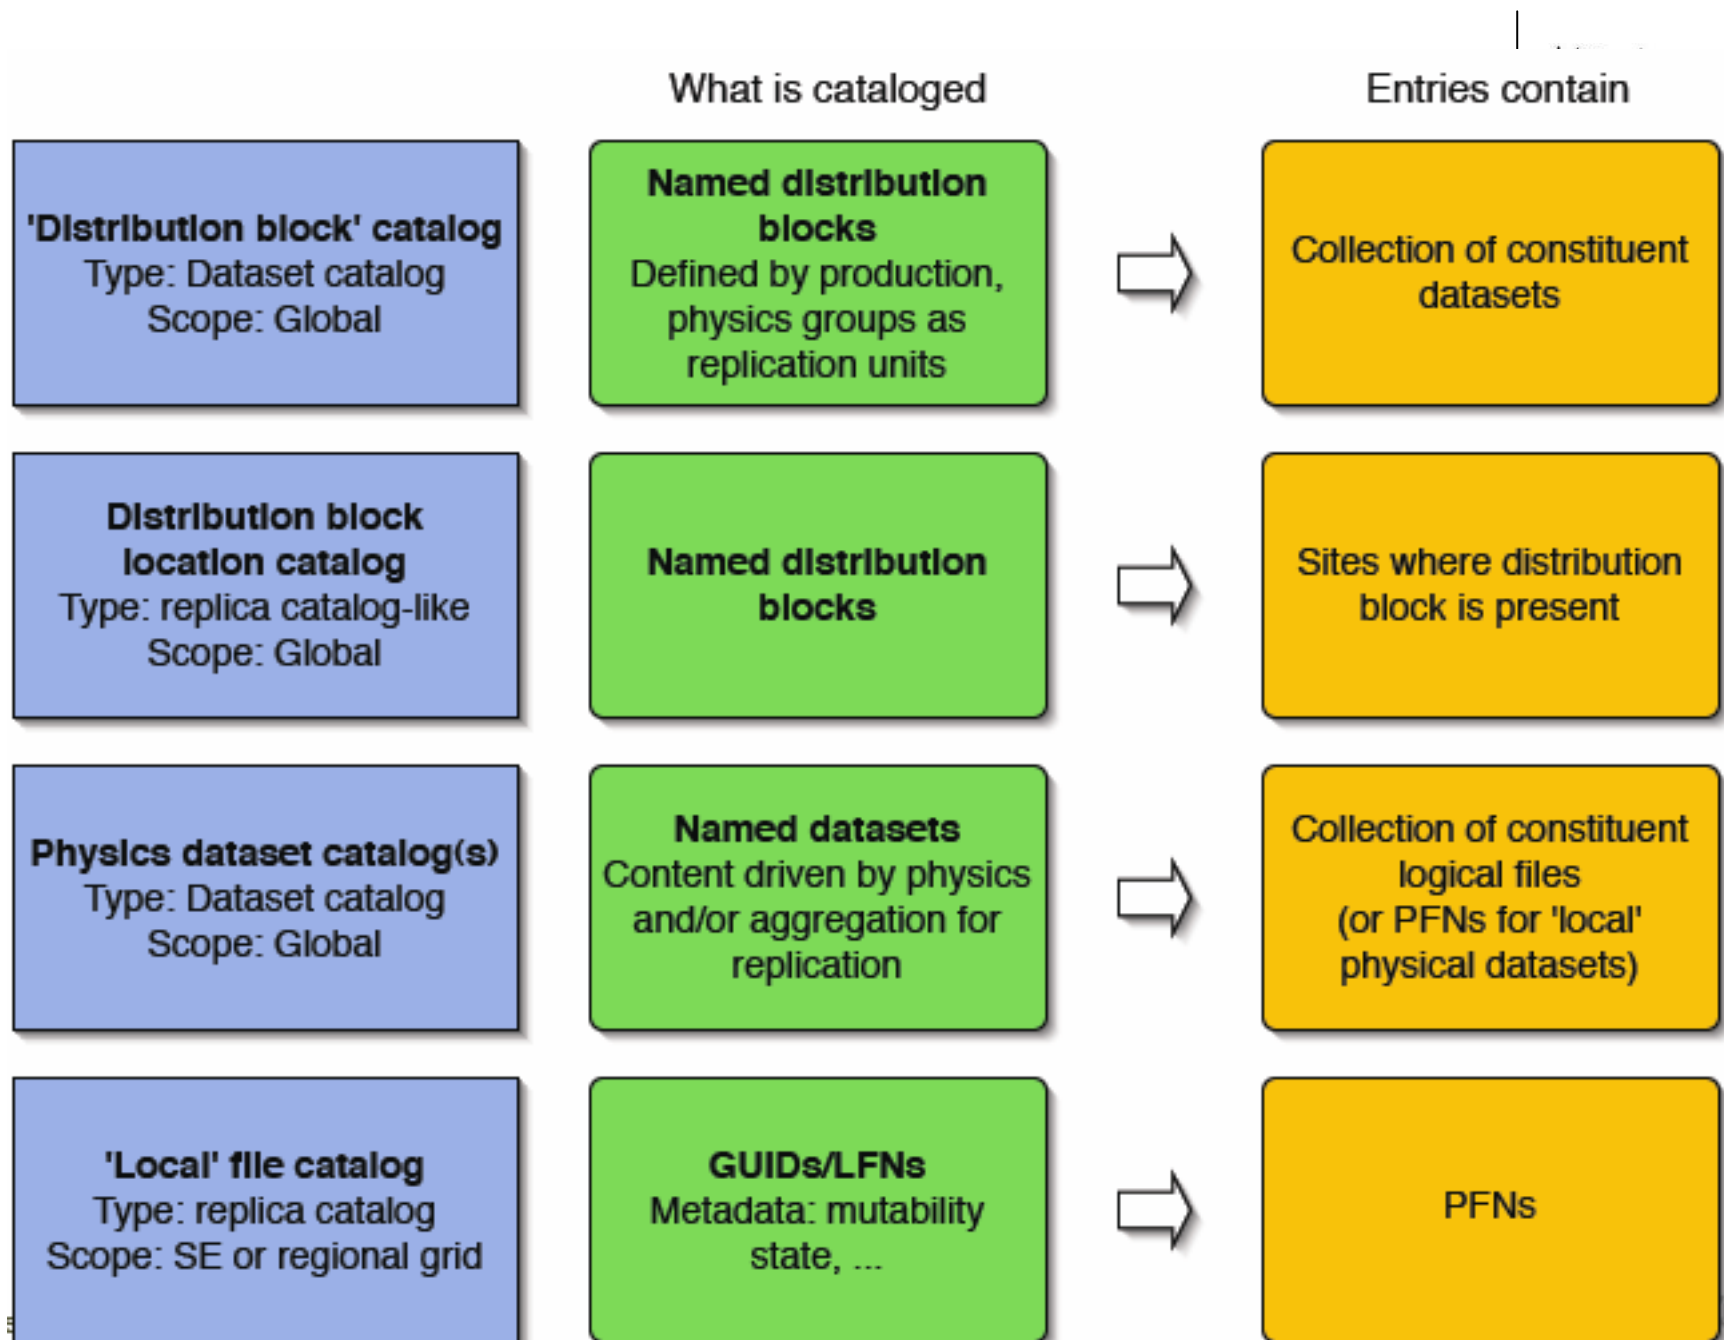 What is cataloged
Entries contain
'Distribution block' catalog
Type: Dataset catalog
Scope: Global
Named distribution
blocks
Defined by production,
physics groups as
replication units
Collection of constituent
datasets
Distribution block
location catalog
Type: replica catalog-like
Scope: Global
Named distribution
blocks
Sites where distribution
block is present
Physics dataset catalog(s)
Type: Dataset catalog
Scope: Global
Named datasets
Content driven by physics
and/or aggregation for
replication
Collection of constituent
logical files
(or PFNs for 'local'
physical datasets)
'Local' file catalog
Type: replica catalog
Scope: SE or regional grid
GUIDs/LFNs
Metadata: mutability
state, ...
PFNs